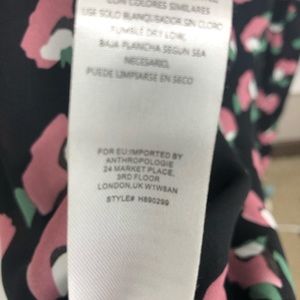 CON COLORES SIMILARES
USE SOLO BLANQUEADOR SIN CLORO
TUMBLE DRY LOW,
BAJA PLANCHA SEGUN SEA
NECESARIO,
PUEDE LIMPIARSE EN SECO
FOR EU:IMPORTED BY
ANTHROPOLOGIE
24 MARKET PLACE,
3RD FLOOR
LONDON,UK W1W8AN
STYLE# H890299